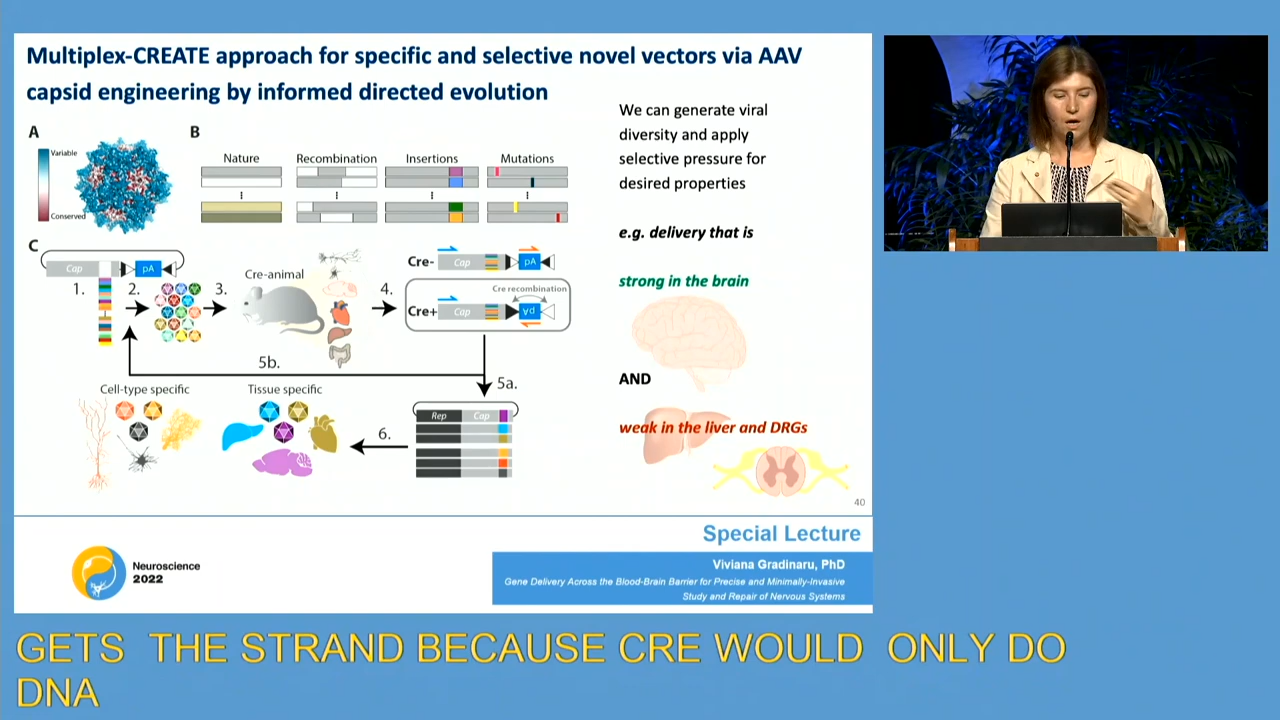 Multiplex-CREATE approach for specific and selective novel vectors via AAV
capsid engineering by informed directed evolution
We can generate viral
diversity and apply
selective pressure for
desired properties
e.g. delivery that is
strong in the brain
AND
weak in the liver and DRGs
A
Variable
Conserved
B
Nature
Recombination
Insertions
Mutations
C
Cap
pA
1.
2.
3.
Cre-animal
4.
Cre-
Cap
pA
Cre recombination
Cre+
Cap
pA
5b.
5a.
Cell-type specific
Tissue specific
6.
Rep
Cap
40
Special Lecture
Neuroscience
2022
Viviana Gradinaru, PhD
Gene Delivery Across the Blood-Brain Barrier for Precise and Minimally-Invasive
Study and Repair of Nervous Systems
GETS THE STRAND BECAUSE CRE WOULD ONLY DO
DNA